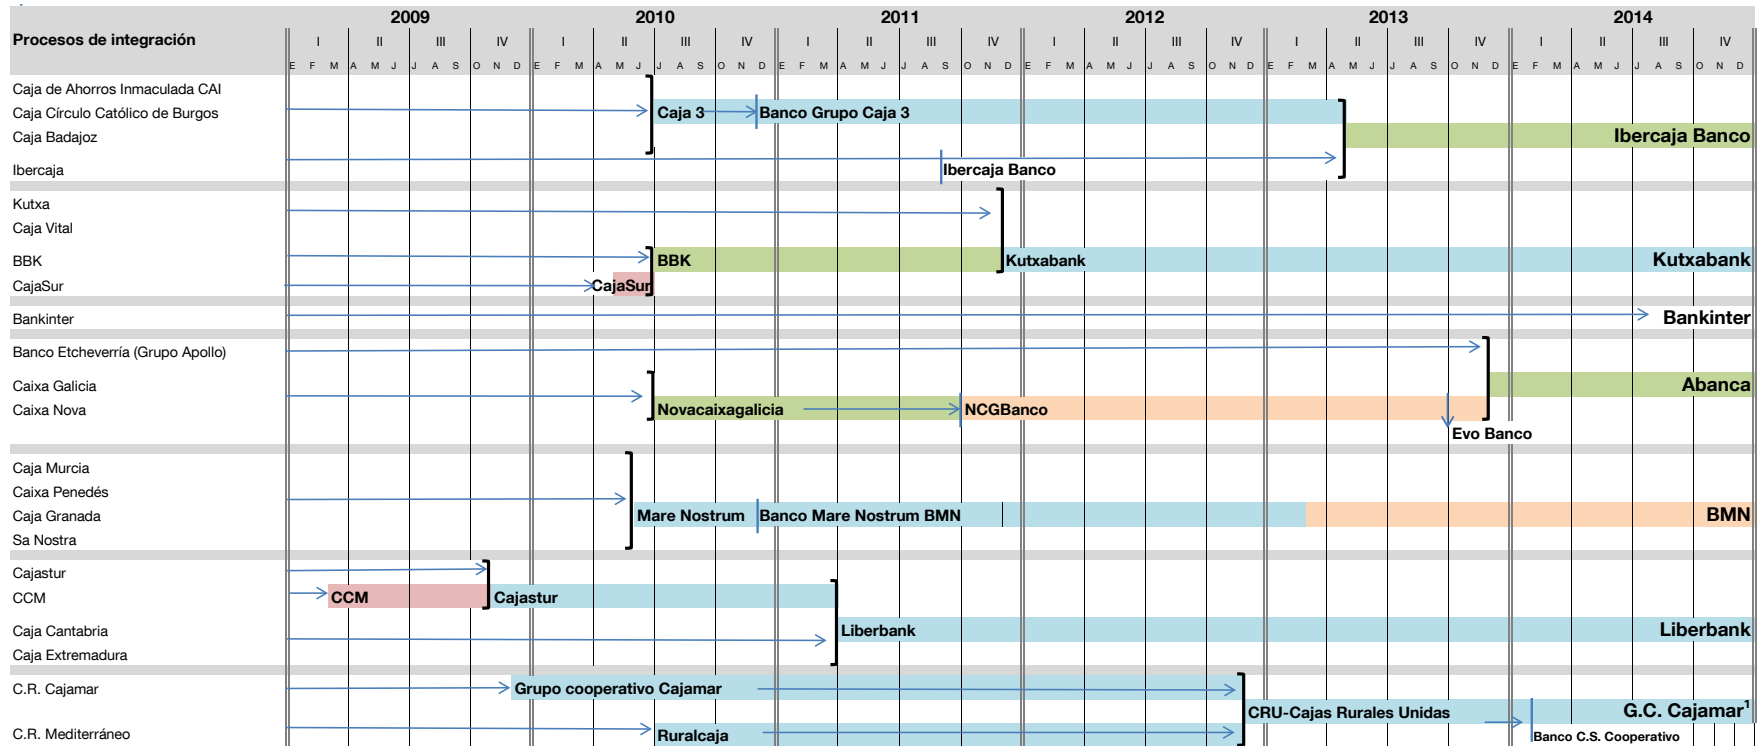 2009 2010 2011 2012 2013 2014
Procesos de integración I II III IV I II III IV I II III IV I II III IV I II III IV I II III IV
E F M A M J J A S O N D E F M A M J J A S O N D E F M A M J J A S O N D E F M A M J J A S O N D E F M A M J J A S O N D E F M A M J J A S O N D
Caja de Ahorros Inmaculada CAI
Caja Círculo Católico de Burgos Caja 3 Banco Grupo Caja 3
Caja Badajoz Ibercaja Banco
Ibercaja Ibercaja Banco
Kutxa
Caja Vital
BBK BBK Kutxabank Kutxabank
CajaSur CajaSur
Bankinter Bankinter
Banco Etcheverría (Grupo Apollo)
Caixa Galicia Abanca
Caixa Nova Novacaixagalicia NCGBanco
Evo Banco
Caja Murcia
Caixa Penedés
Caja Granada Mare Nostrum Banco Mare Nostrum BMN BMN
Sa Nostra
Cajastur
CCM CCM Cajastur
Caja Cantabria Liberbank Liberbank
Caja Extremadura
C.R. Cajamar Grupo cooperativo Cajamar
CRU-Cajas Rurales Unidas G.C. Cajamar¹
C.R. Mediterráneo Ruralcaja Banco C.S. Cooperativo